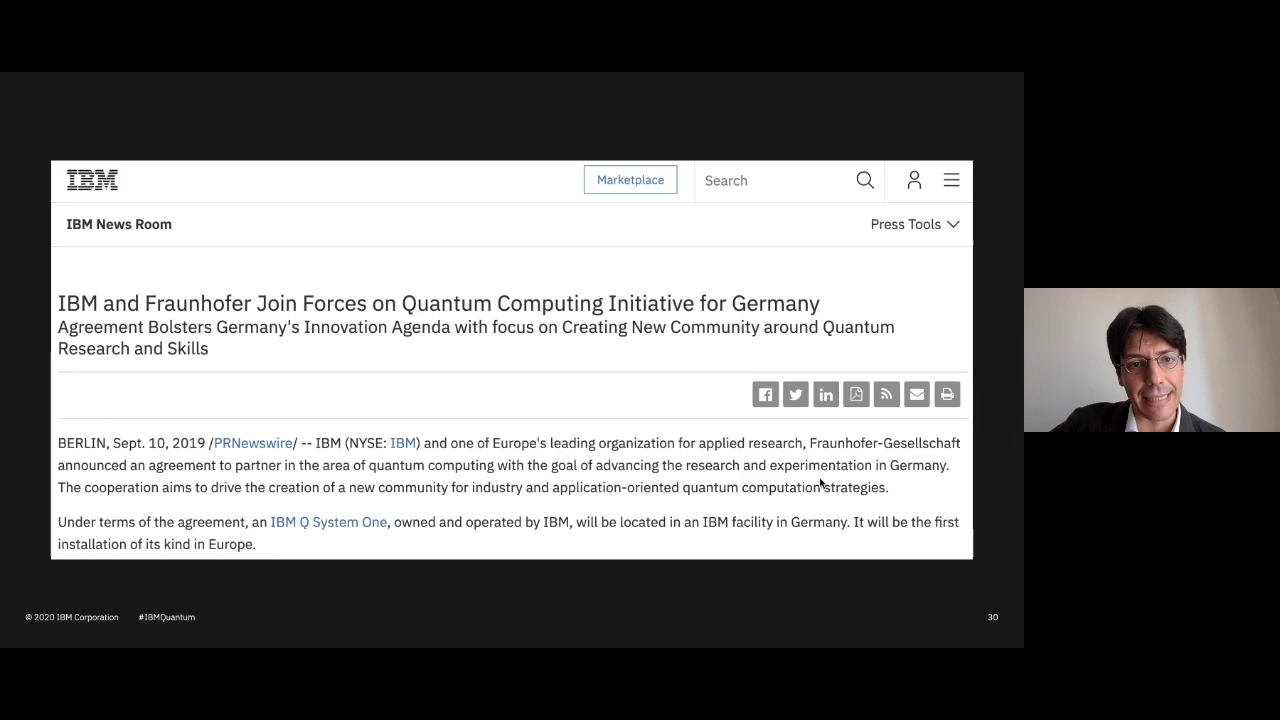 IBM
Marketplace
Search
IBM News Room
Press Tools
IBM and Fraunhofer Join Forces on Quantum Computing Initiative for Germany
Agreement Bolsters Germany's Innovation Agenda with focus on Creating New Community around Quantum
Research and Skills
in
BERLIN, Sept. 10, 2019 /PRNewswire/ -- IBM (NYSE: IBM) and one of Europe's leading organization for applied research, Fraunhofer-Gesellschaft
announced an agreement to partner in the area of quantum computing with the goal of advancing the research and experimentation in Germany.
The cooperation aims to drive the creation of a new community for industry and application-oriented quantum computation strategies.
Under terms of the agreement, an IBM Q System One, owned and operated by IBM, will be located in an IBM facility in Germany. It will be the first
installation of its kind in Europe.
© 2020 IBM Corporation #IBMQuantum 30